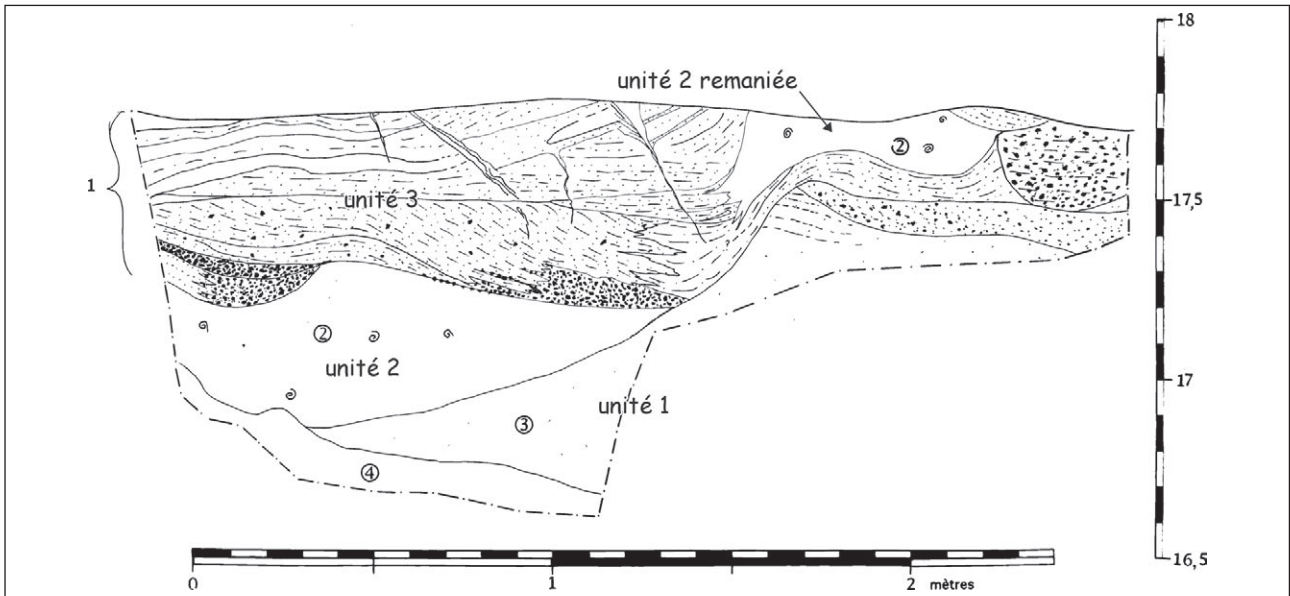 18
unité 2 remaniée
②
1
17,5
unité 3
②
unité 2
17
unité 1
③
④
16,5
0
1
2
mètres